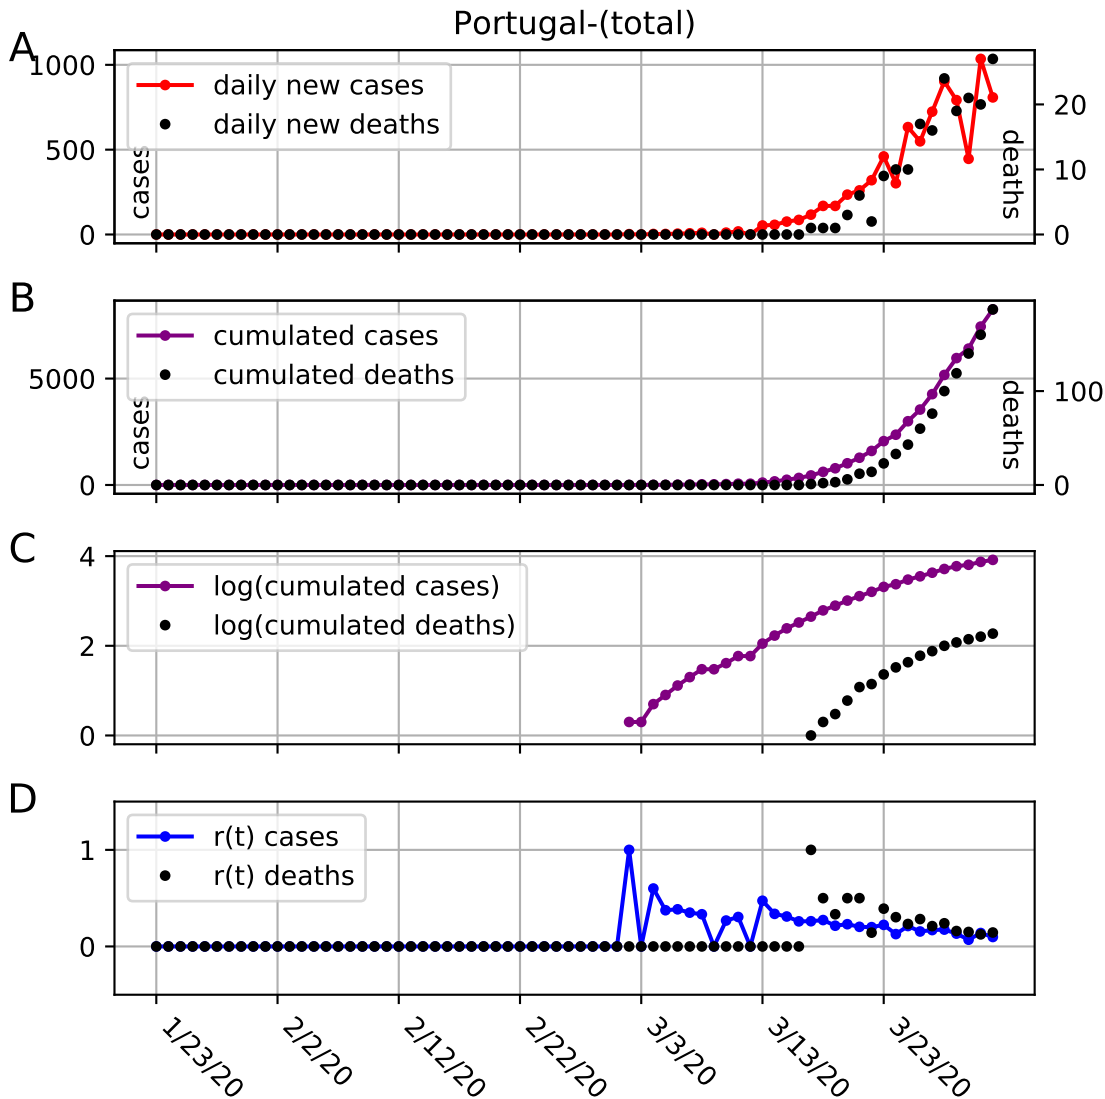 Portugal-(total)
A
1000
500
0
cases
daily new cases
daily new deaths
20
10
0
deaths
B
5000
0
cases
cumulated cases
cumulated deaths
100
0
deaths
C
4
2
0
log(cumulated cases)
log(cumulated deaths)
D
1
0
r(t) cases
r(t) deaths
1/23/20
2/2/20
2/12/20
2/22/20
3/3/20
3/13/20
3/23/20